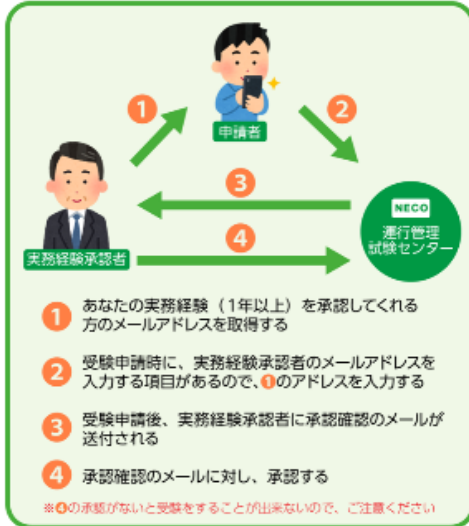 1
2
申請者
3
NECO
運行管理
試験センター
4
実務経験承認者
1 あなたの実務経験（1年以上）を承認してくれる
方のメールアドレスを取得する
2 受験申請時に、実務経験承認者のメールアドレスを
入力する項目があるので、❶のアドレスを入力する
3 受験申請後、実務経験承認者に承認確認のメールが
送付される
4 承認確認のメールに対し、承認する
※❹の承認がないと受験をすることが出来ないので、ご注意ください